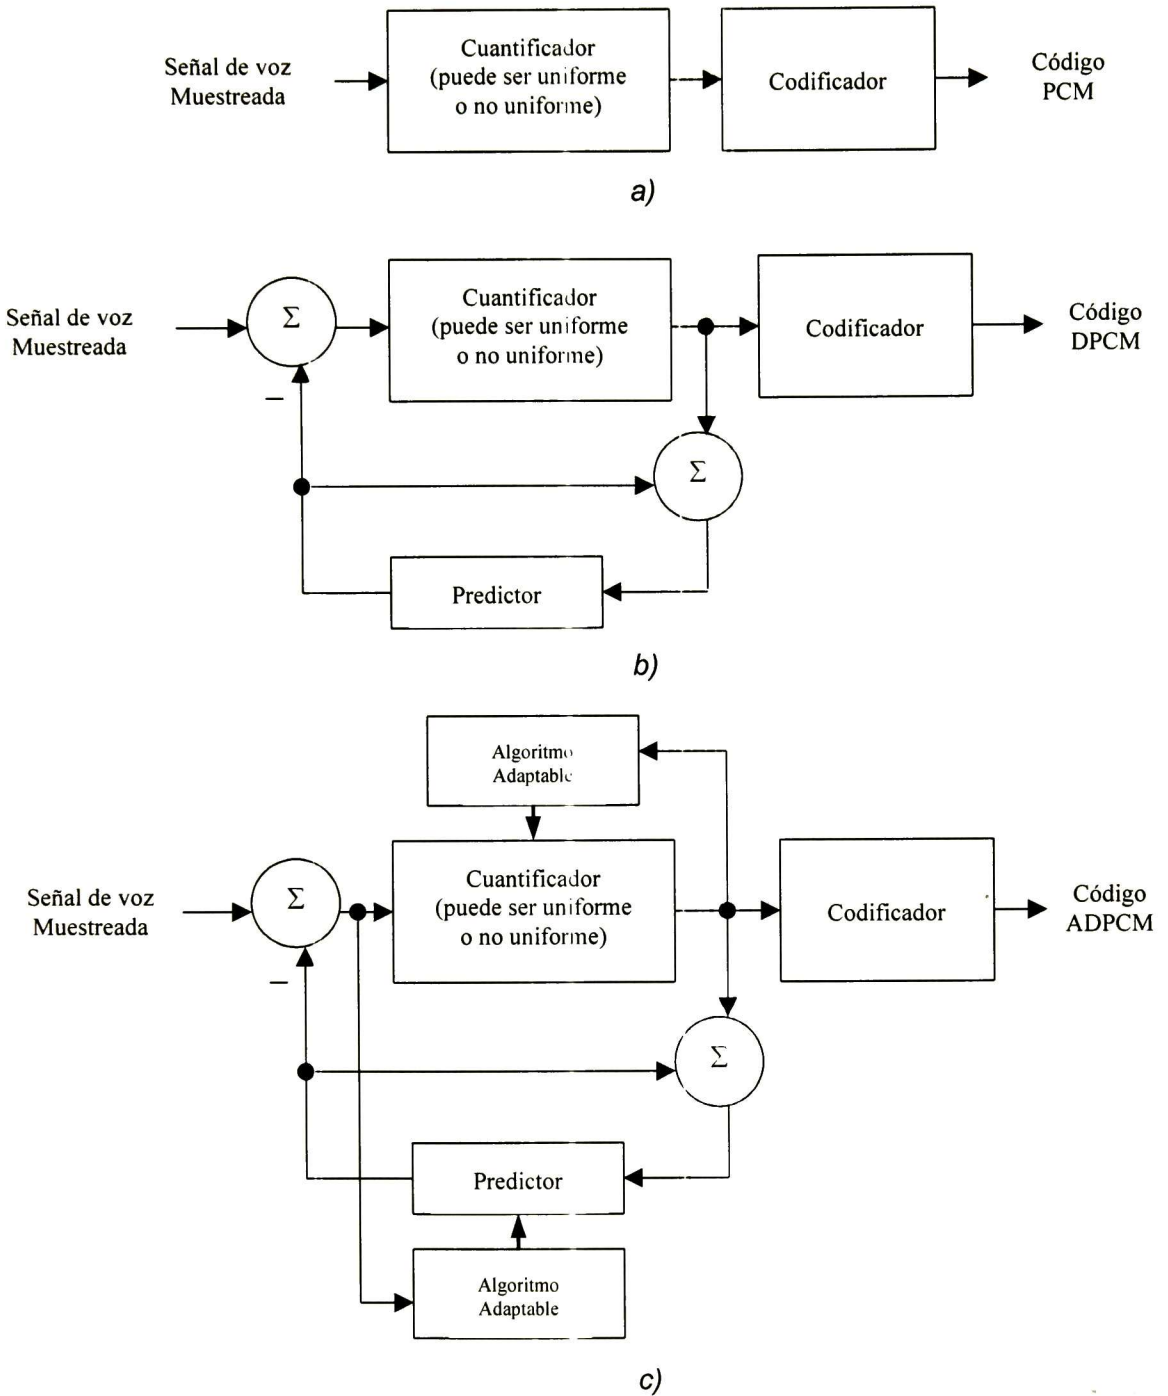 Señal de voz
Muestreada
Cuantificador
(puede ser uniforme
o no uniforme)
Codificador
Código
PCM
a)
Señal de voz
Muestreada
Σ
Cuantificador
(puede ser uniforme
o no uniforme)
Codificador
Código
DPCM
–
Σ
Predictor
b)
Algoritmo
Adaptable
Señal de voz
Muestreada
Σ
Cuantificador
(puede ser uniforme
o no uniforme)
Codificador
Código
ADPCM
–
Σ
Predictor
Algoritmo
Adaptable
c)